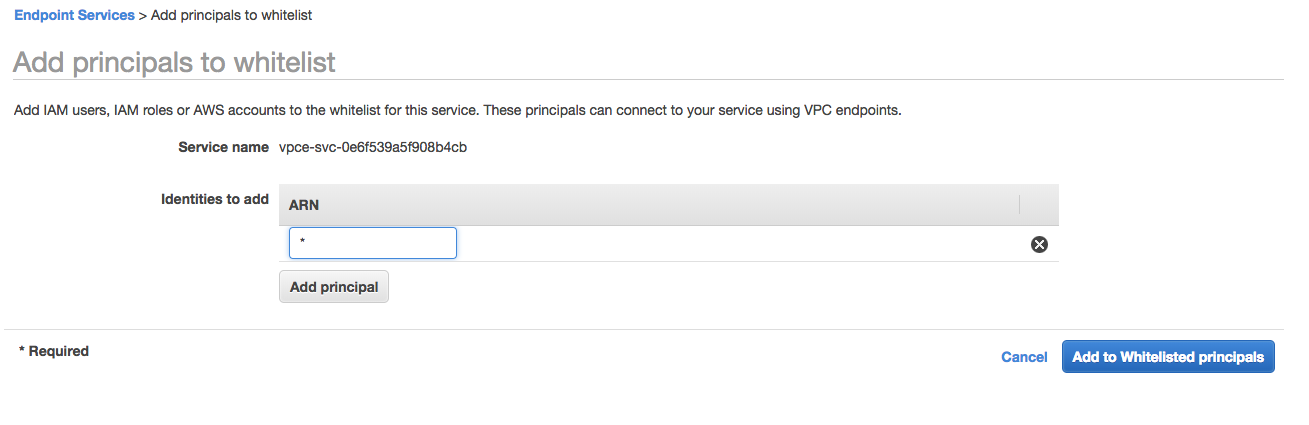 Endpoint Services > Add principals to whitelist
Add principals to whitelist
Add IAM users, IAM roles or AWS accounts to the whitelist for this service. These principals can connect to your service using VPC endpoints.
Service name vpce-svc-0e6f539a5f908b4cb
Identities to add ARN
*
Add principal
* Required
Cancel Add to Whitelisted principals